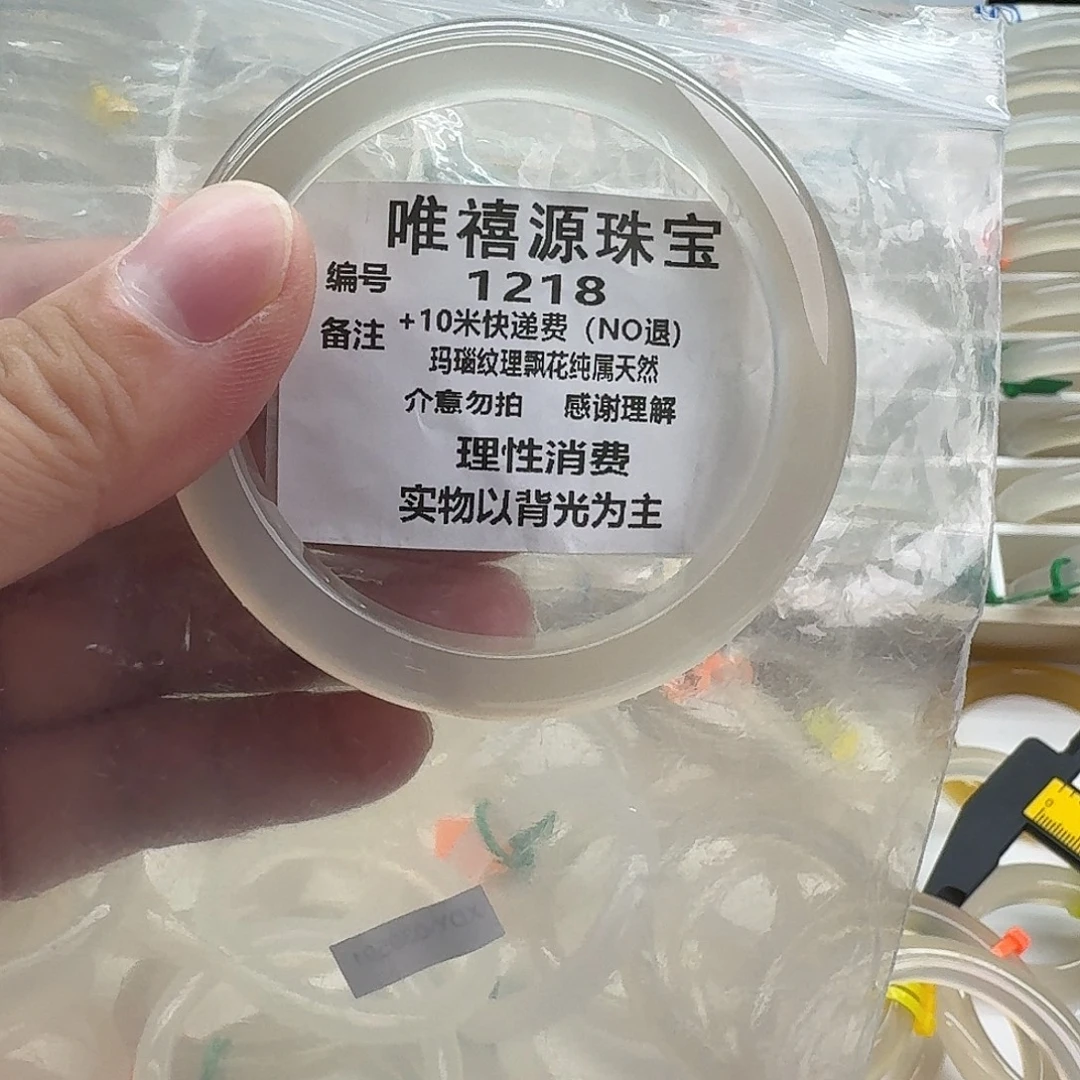 唯禧源珠宝
编号 1218
备注 +10米快递费（NO退）
玛瑙纹理飘花纯属天然
介意勿拍 感谢理解
理性消费
实物以背光为主